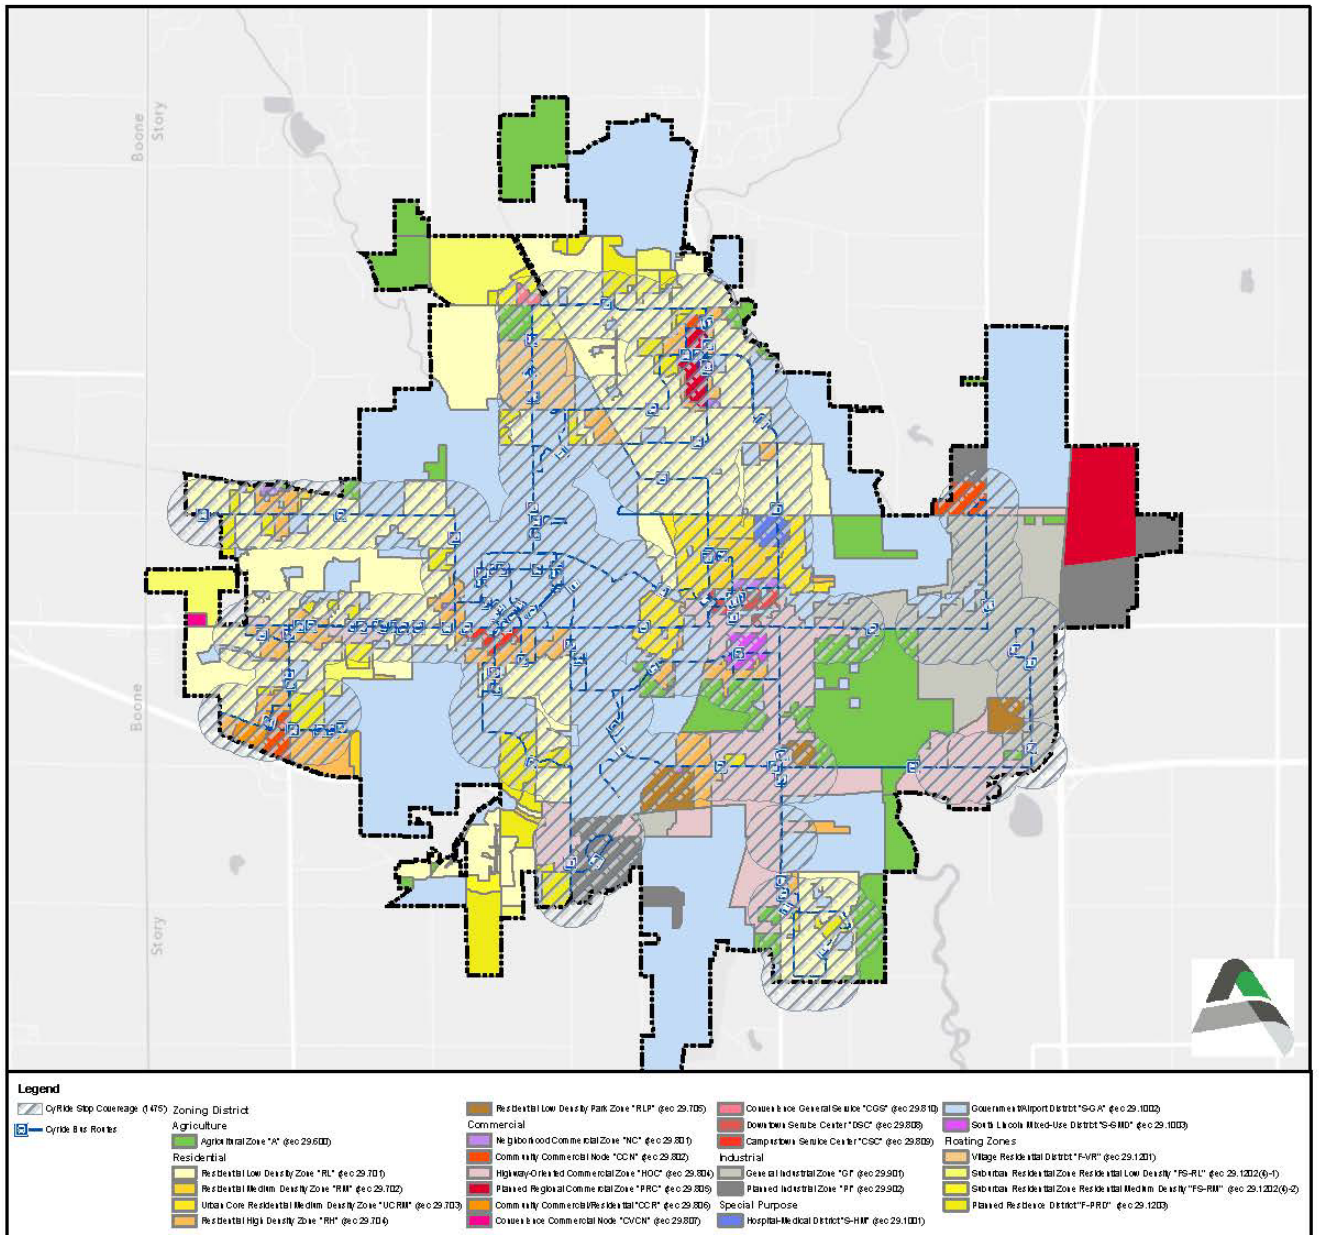 Boone
Story
Boone
Story
Legend
CyRide Stop Covereage (1475')
Cyride Bus Routes
Zoning District
Agriculture
Agricultural Zone "A" (sec 29.600)
Residential
Residential Low Density Zone "RL" (sec 29.701)
Residential Medium Density Zone "RM" (sec 29.702)
Urban Core Residential Medium Density Zone "UCRM" (sec 29.703)
Residential High Density Zone "RH" (sec 29.704)
Residential Low Density Park Zone "RLP" (sec 29.705)
Commercial
Neighborhood Commercial Zone "NC" (sec 29.801)
Community Commercial Node "CCN" (sec 29.802)
Highway-Oriented Commercial Zone "HOC" (sec 29.804)
Planned Regional Commercial Zone "PRC" (sec 29.805)
Community Commercial/Residential "CCR" (sec 29.806)
Convenience Commercial Node "CVCN" (sec 29.807)
Convenience General Service "CGS" (sec 29.810)
Downtown Service Center "DSC" (sec 29.808)
Campustown Service Center "CSC" (sec 29.809)
Industrial
General Industrial Zone "GI" (sec 29.901)
Planned Industrial Zone "PI" (sec 29.902)
Special Purpose
Hospital-Medical District "S-HM" (sec 29.1001)
Government/Airport District "S-GA" (sec 29.1002)
South Lincoln Mixed-Use District "S-SMD" (sec 29.1003)
Floating Zones
Village Residential District "F-VR" (sec 29.1201)
Suburban Residential Zone Residential Low Density "FS-RL" (sec 29.1202(4)-1)
Suburban Residential Zone Residential Medium Density "FS-RM" (sec 29.1202(4)-2)
Planned Residence District "F-PRD" (sec 29.1203)